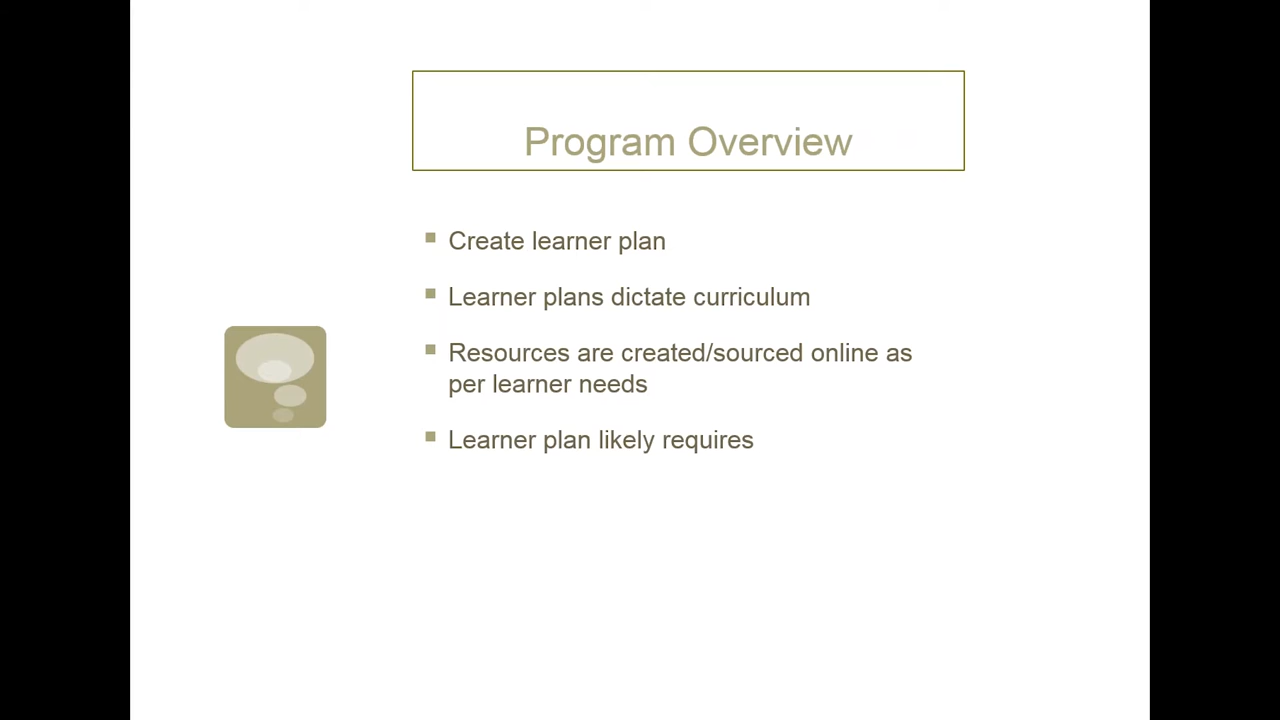 Program Overview
Create learner plan
Learner plans dictate curriculum
Resources are created/sourced online as
per learner needs
Learner plan likely requires